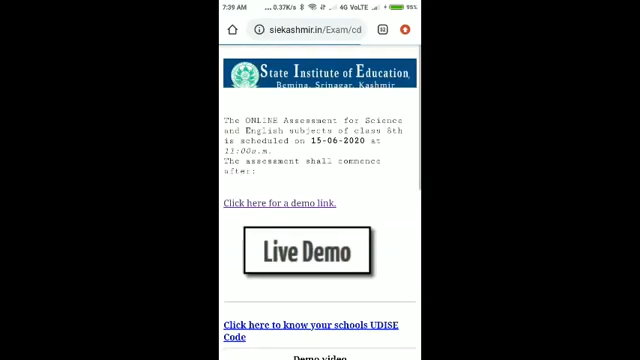 7:39 AM ... 0.37K/s 4G VoLTE 95%
siekashmir.in/Exam/cd 52
State Institute of Education,
Bemina, Srinagar, Kashmir
The ONLINE Assessment for Science
and English subjects of class 8th
is scheduled on 15-06-2020 at
11:00a.m.
The assessment shall commence
after:
Click here for a demo link.
Live Demo
Click here to know your schools UDISE
Code
Demo video